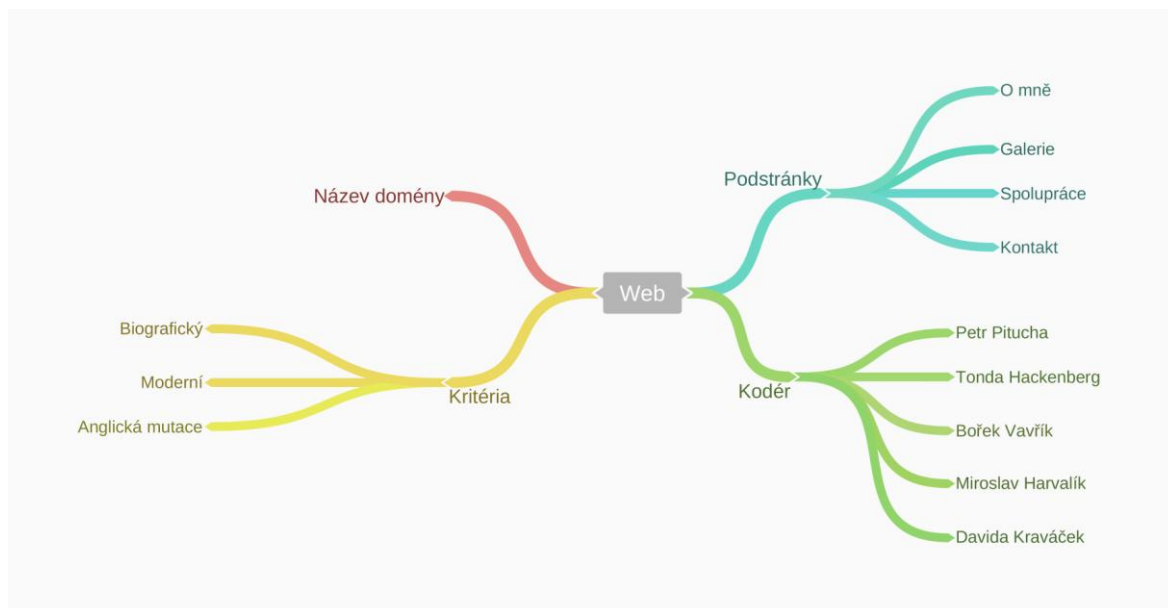 Web
Název domény
Kritéria
Biografický
Moderní
Anglická mutace
Podstránky
O mně
Galerie
Spolupráce
Kontakt
Kodér
Petr Pitucha
Tonda Hackenberg
Bořek Vavřík
Miroslav Harvalík
Davida Kraváček